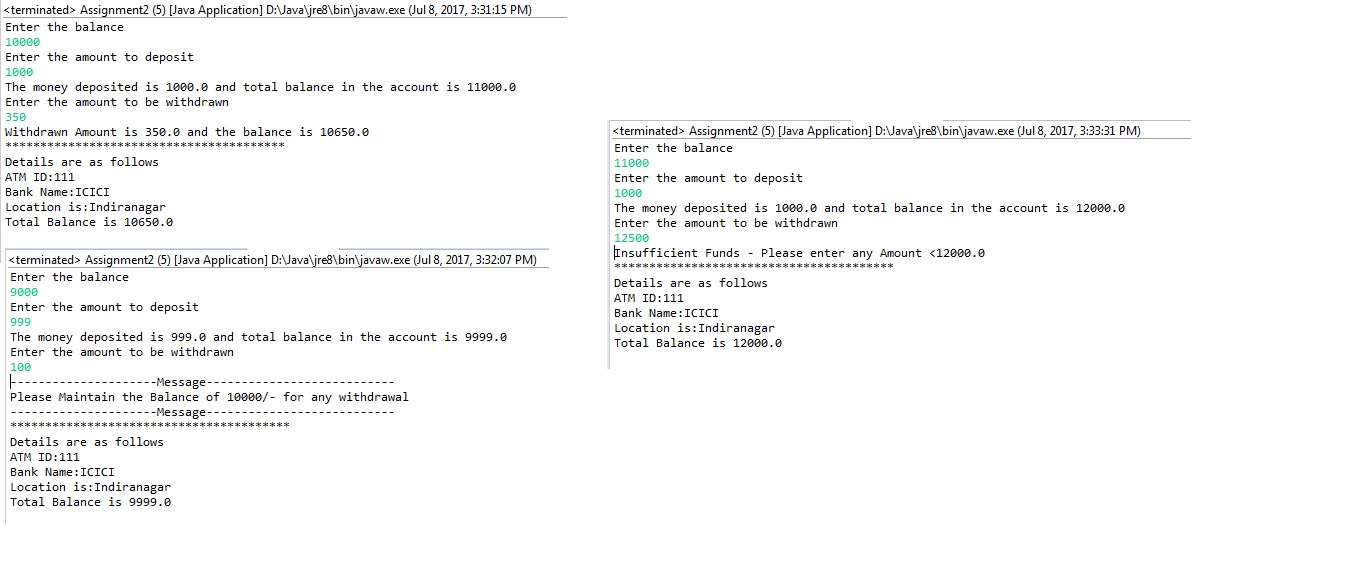 <terminated> Assignment2 (5) [Java Application] D:\Java\jre8\bin\javaw.exe (Jul 8, 2017, 3:31:15 PM)
Enter the balance
10000
Enter the amount to deposit
1000
The money deposited is 1000.0 and total balance in the account is 11000.0
Enter the amount to be withdrawn
350
Withdrawn Amount is 350.0 and the balance is 10650.0
****************************************
Details are as follows
ATM ID:111
Bank Name:ICICI
Location is:Indiranagar
Total Balance is 10650.0
<terminated> Assignment2 (5) [Java Application] D:\Java\jre8\bin\javaw.exe (Jul 8, 2017, 3:32:07 PM)
Enter the balance
9000
Enter the amount to deposit
999
The money deposited is 999.0 and total balance in the account is 9999.0
Enter the amount to be withdrawn
100
---------------------Message---------------------------
Please Maintain the Balance of 10000/- for any withdrawal
---------------------Message---------------------------
****************************************
Details are as follows
ATM ID:111
Bank Name:ICICI
Location is:Indiranagar
Total Balance is 9999.0
<terminated> Assignment2 (5) [Java Application] D:\Java\jre8\bin\javaw.exe (Jul 8, 2017, 3:33:31 PM)
Enter the balance
11000
Enter the amount to deposit
1000
The money deposited is 1000.0 and total balance in the account is 12000.0
Enter the amount to be withdrawn
12500
Insufficient Funds - Please enter any Amount <12000.0
****************************************
Details are as follows
ATM ID:111
Bank Name:ICICI
Location is:Indiranagar
Total Balance is 12000.0